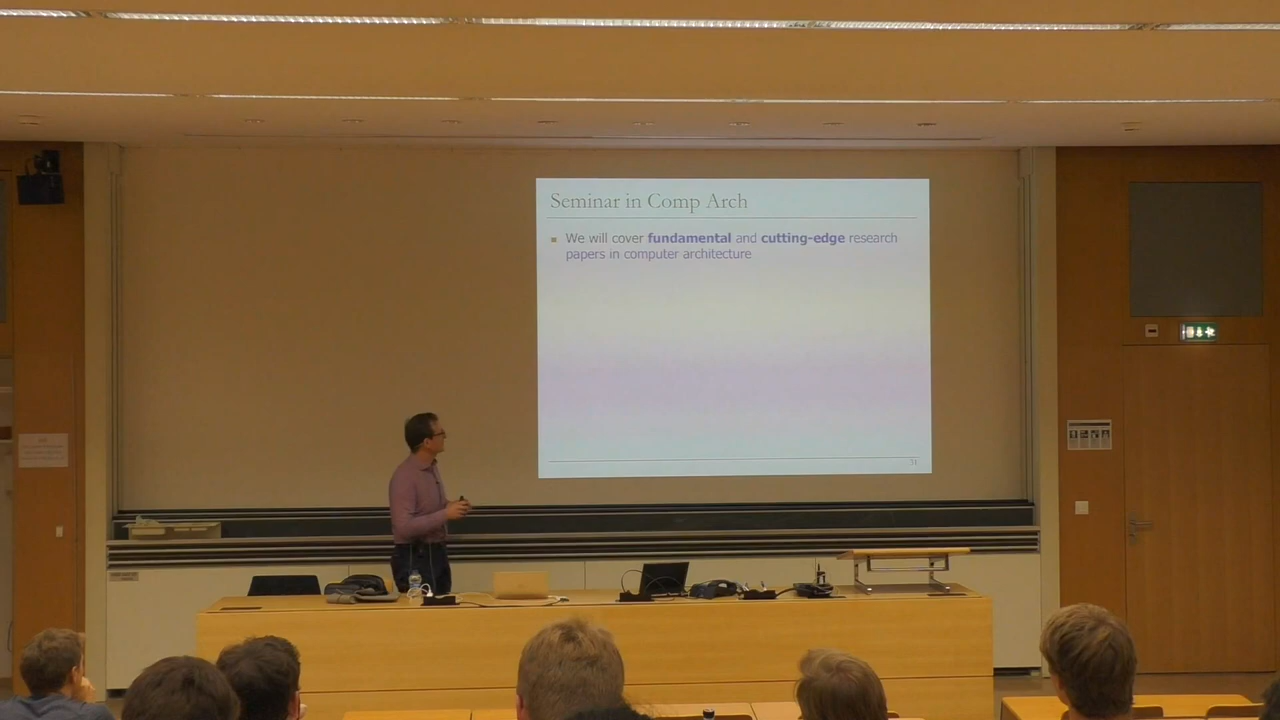 Seminar in Comp Arch
We will cover fundamental and cutting-edge research
papers in computer architecture